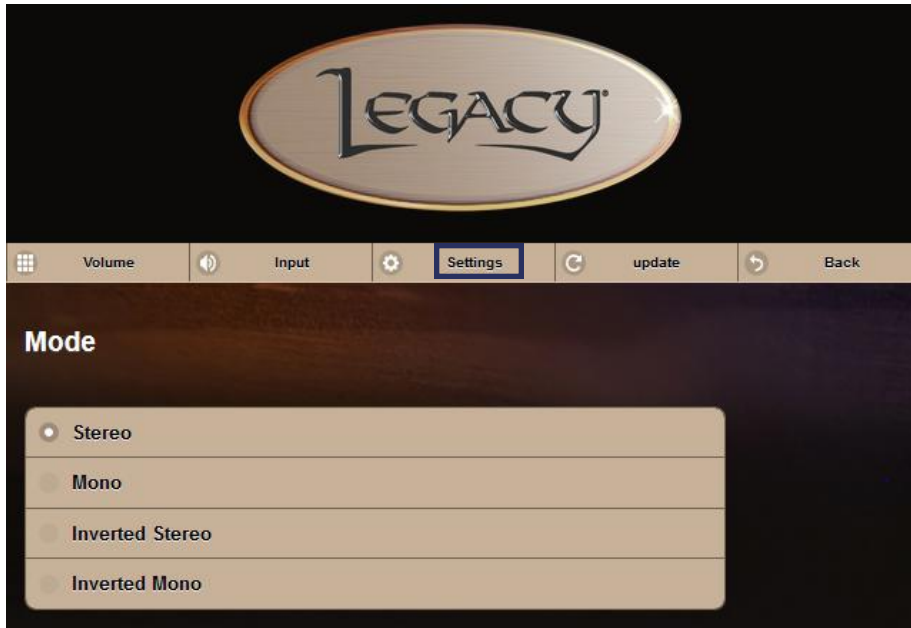 LEGACY®
Volume Input Settings update Back
Mode
Stereo
Mono
Inverted Stereo
Inverted Mono